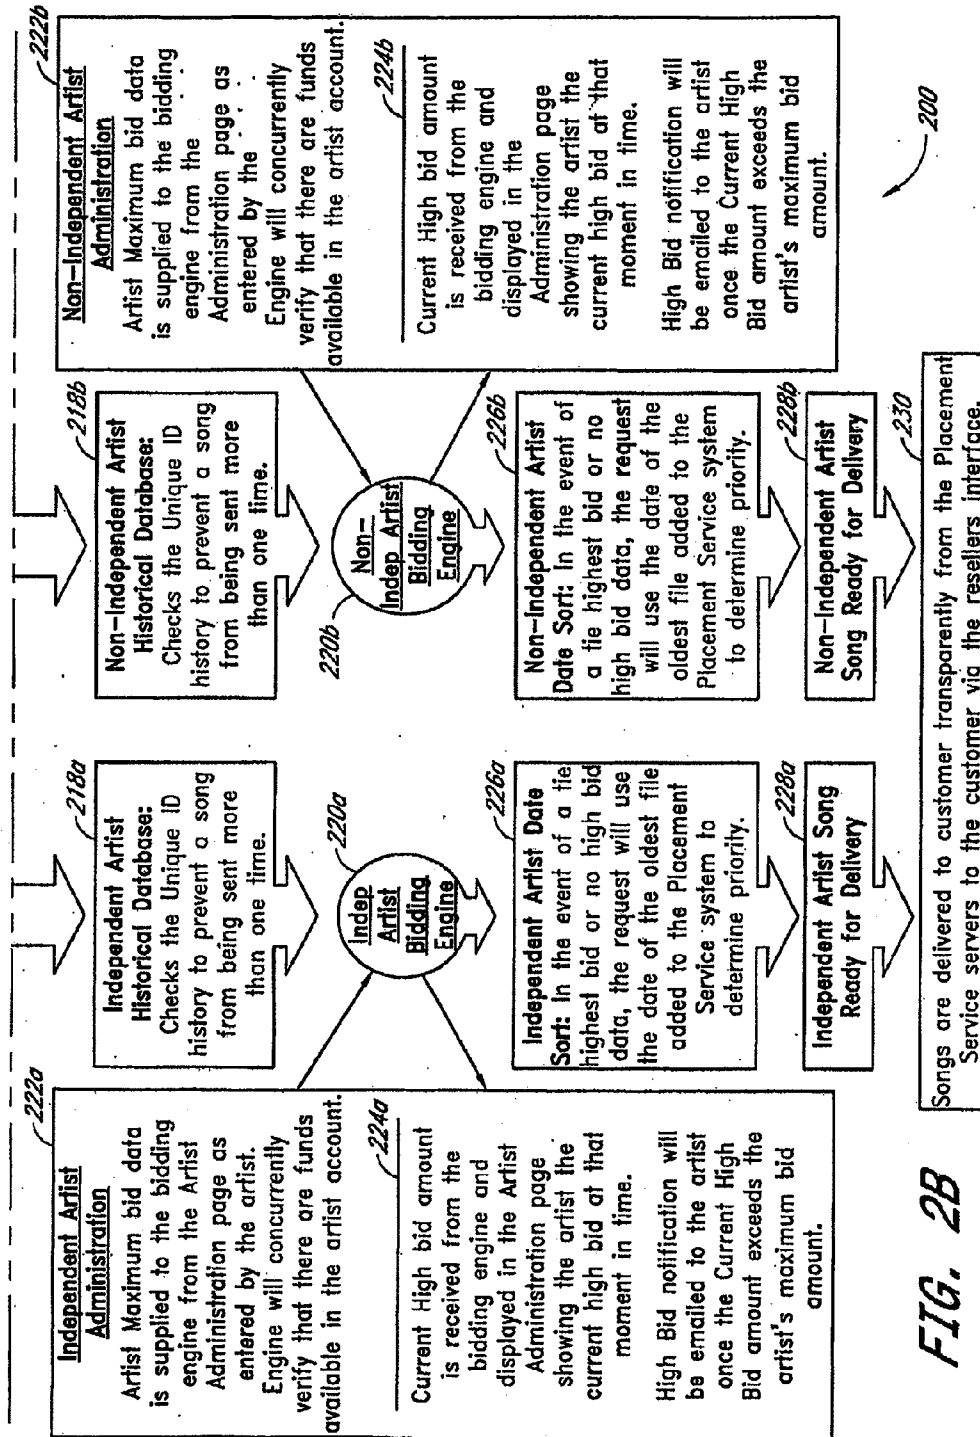 222a
Independent Artist
Administration
Artist Maximum bid data
is supplied to the bidding
engine from the Artist
Administration page as
entered by the artist.
Engine will concurrently
verify that there are funds
available in the artist account.
224a
Current High bid amount
is received from the
bidding engine and
displayed in the Artist
Administration page
showing the artist the
current high bid at that
moment in time.
High Bid notification will
be emailed to the artist
once the Current High
Bid amount exceeds the
artist's maximum bid
amount.
218a
Independent Artist
Historical Database:
Checks the Unique ID
history to prevent a song
from being sent more
than one time.
220a
Indep
Artist
Bidding
Engine
226a
Independent Artist Date
Sort: In the event of a tie
highest bid or no high bid
data, the request will use
the date of the oldest file
added to the Placement
Service system to
determine priority.
228a
Independent Artist Song
Ready for Delivery
218b
Non-Independent Artist
Historical Database:
Checks the Unique ID
history to prevent a song
from being sent more
than one time.
220b
Non-
Indep Artist
Bidding
Engine
226b
Non-Independent Artist
Date Sort: In the event of
a tie highest bid or no
high bid data, the request
will use the date of the
oldest file added to the
Placement Service system
to determine priority.
228b
Non-Independent Artist
Song Ready for Delivery
222b
Non-Independent Artist
Administration
Artist Maximum bid data
is supplied to the bidding
engine from the
Administration page as
entered by the
Engine will concurrently
verify that there are funds
available in the artist account.
224b
Current High bid amount
is received from the
bidding engine and
displayed in the
Administration page
showing the artist the
current high bid at that
moment in time.
High Bid notification will
be emailed to the artist
once the Current High
Bid amount exceeds the
artist's maximum bid
amount.
230
Songs are delivered to customer transparently from the Placement
Service servers to the customer via the resellers interface.
200
FIG. 2B